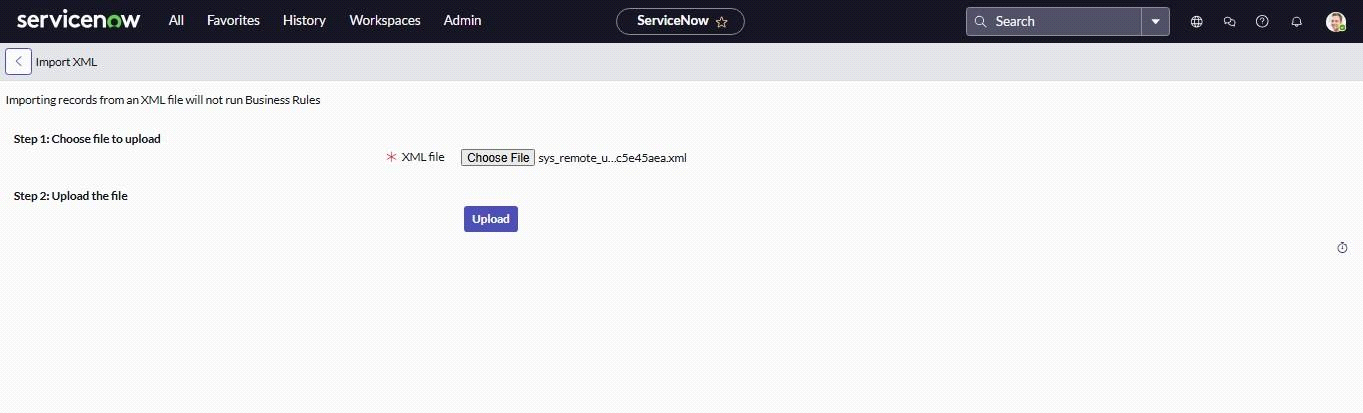 servicenow All Favorites History Workspaces Admin ServiceNow Search
Import XML
Importing records from an XML file will not run Business Rules
Step 1: Choose file to upload
* XML file Choose File sys_remote_u...c5e45aea.xml
Step 2: Upload the file
Upload